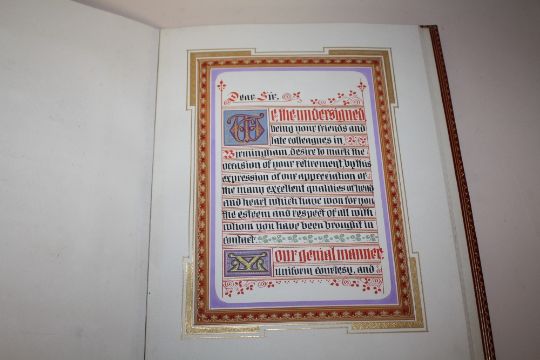 Dear Sir,
We the undersigned
being your friends and
late colleagues in
Birmingham, desire to mark the
occasion of your retirement, by this
expression of our appreciation of
the many excellent qualities of head
and heart which have won for you
the esteem and respect of all with
whom you have been brought in
contact.
Your genial manner,
uniform courtesy, and